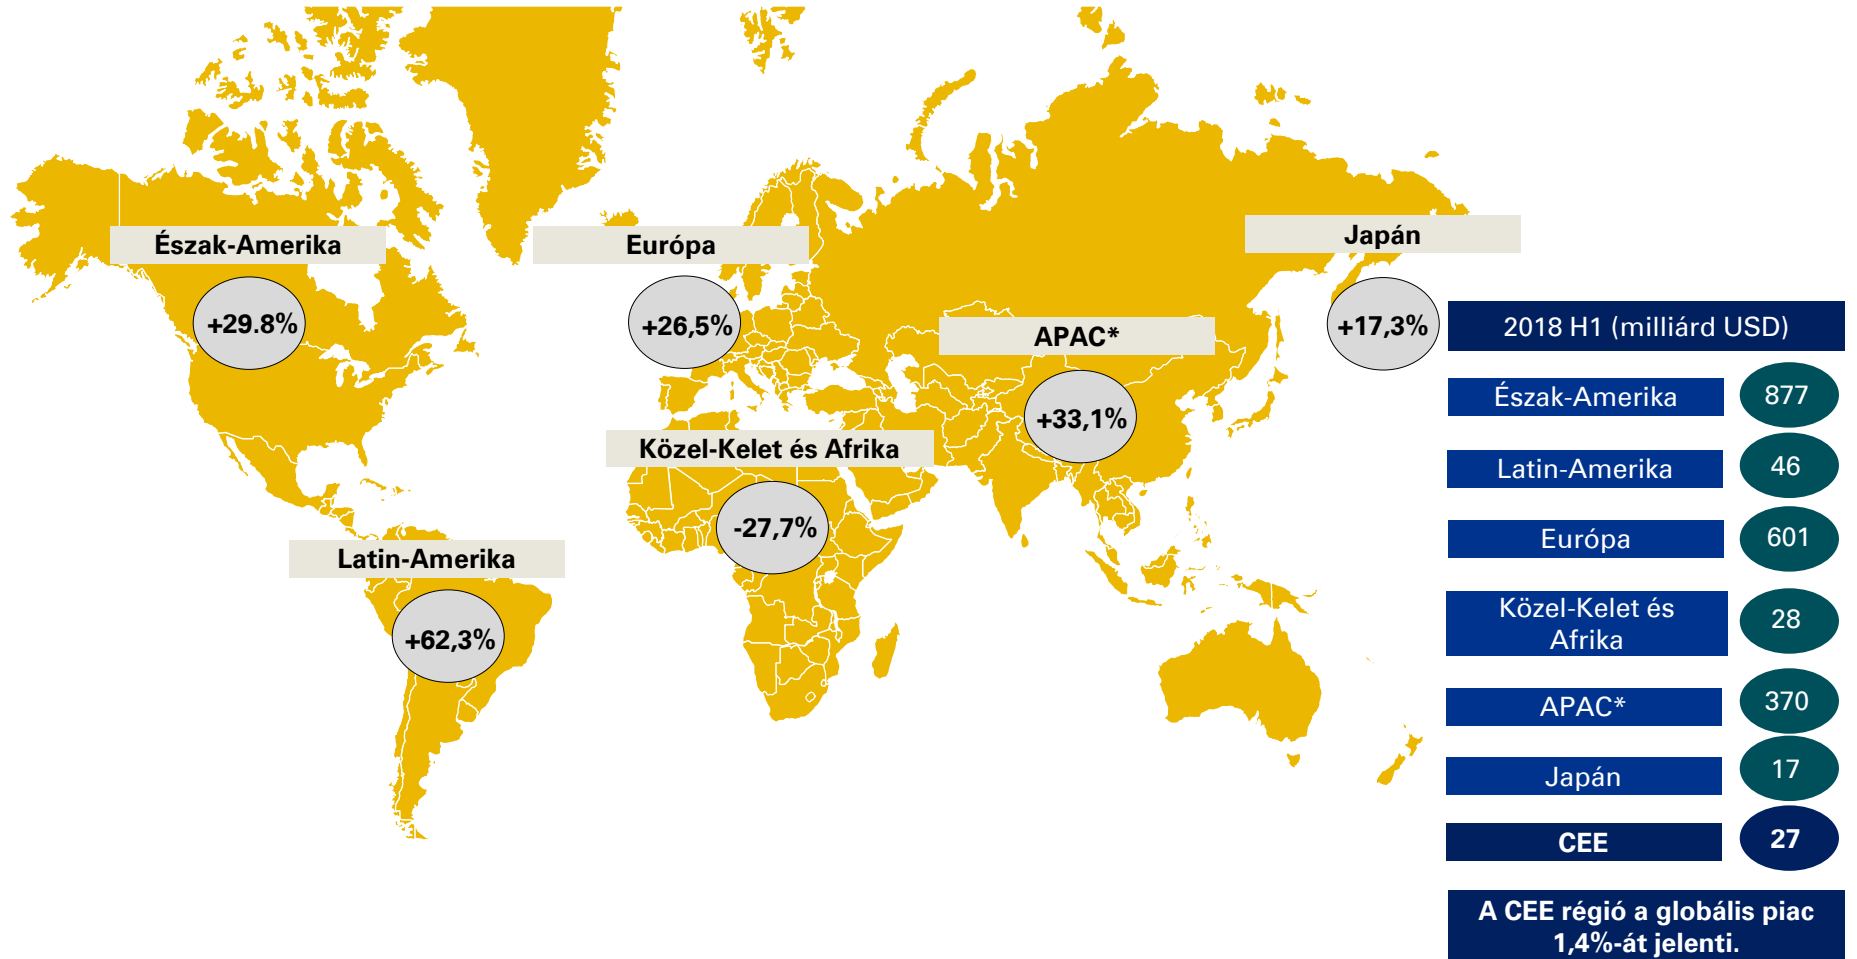 Észak-Amerika
+29.8%
Európa
+26,5%
Japán
+17,3%
APAC*
+33,1%
Közel-Kelet és Afrika
-27,7%
Latin-Amerika
+62,3%
2018 H1 (milliárd USD)
Észak-Amerika
877
Latin-Amerika
46
Európa
601
Közel-Kelet és
Afrika
28
APAC*
370
Japán
17
CEE
27
A CEE régió a globális piac
1,4%-át jelenti.